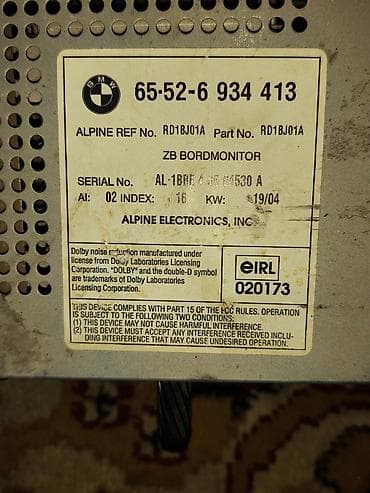 BMW
65-52-6 934 413
ALPINE REF No. RD1BJ01A Part No. RD1BJ01A
ZB BORDMONITOR
SERIAL No. A
AI: 02 INDEX: 16 KW: 19/04
ALPINE ELECTRONICS, INC
Dolby noise reduction manufactured under
license from Dolby Laboratories Licensing
Corporation. "DOLBY" and the double-D symbol
are trademarks of Dolby Laboratories
Licensing Corporation.
eIRL
020173
THIS DEVICE COMPLIES WITH PART 15 OF THE FCC RULES. OPERATION
IS SUBJECT TO THE FOLLOWING TWO CONDITIONS:
(1) THIS DEVICE MAY NOT CAUSE HARMFUL INTERFERENCE.
(2) THIS DEVICE MUST ACCEPT ANY INTERFERENCE RECEIVED INCLU-
DING INTERFERENCE THAT MAY CAUSE UNDESIRED OPERATION.